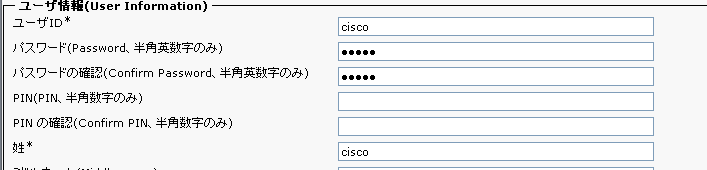 ユーザ情報(User Information)
ユーザID* cisco
パスワード(Password、半角英数字のみ) ●●●●●
パスワードの確認(Confirm Password、半角英数字のみ) ●●●●●
PIN(PIN、半角数字のみ)
PIN の確認(Confirm PIN、半角数字のみ)
姓* cisco